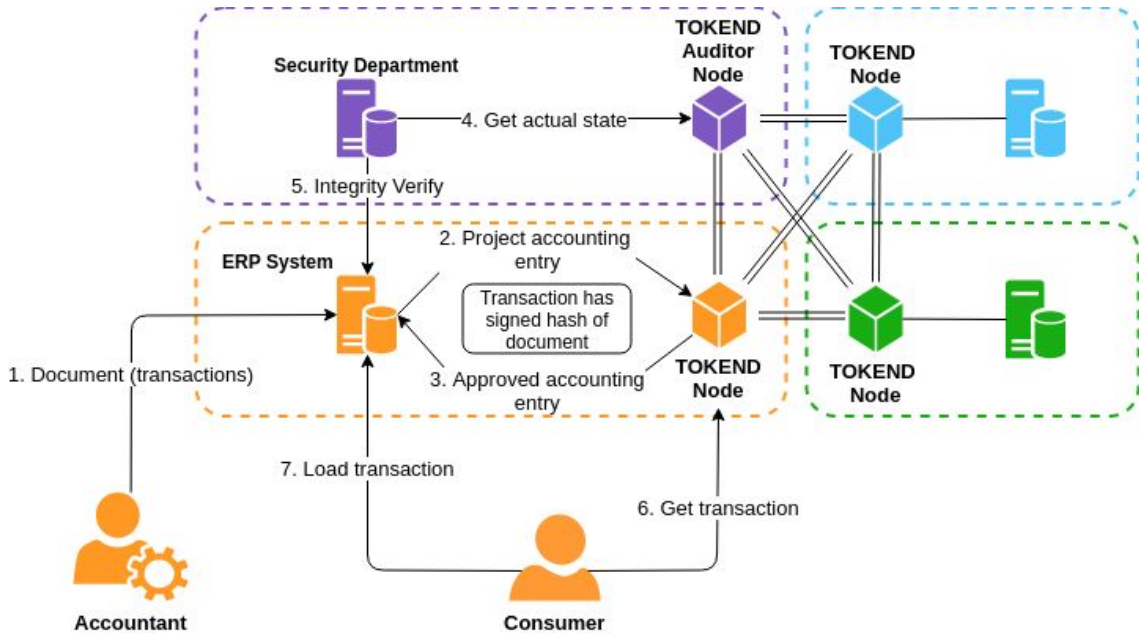 TOKEND
Auditor
Node
TOKEND
Node
Security Department
4. Get actual state
5. Integrity Verify
2. Project accounting
entry
ERP System
Transaction has
signed hash of
document
1. Document (transactions)
3. Approved accounting
entry
TOKEND
Node
TOKEND
Node
7. Load transaction
6. Get transaction
Accountant
Consumer